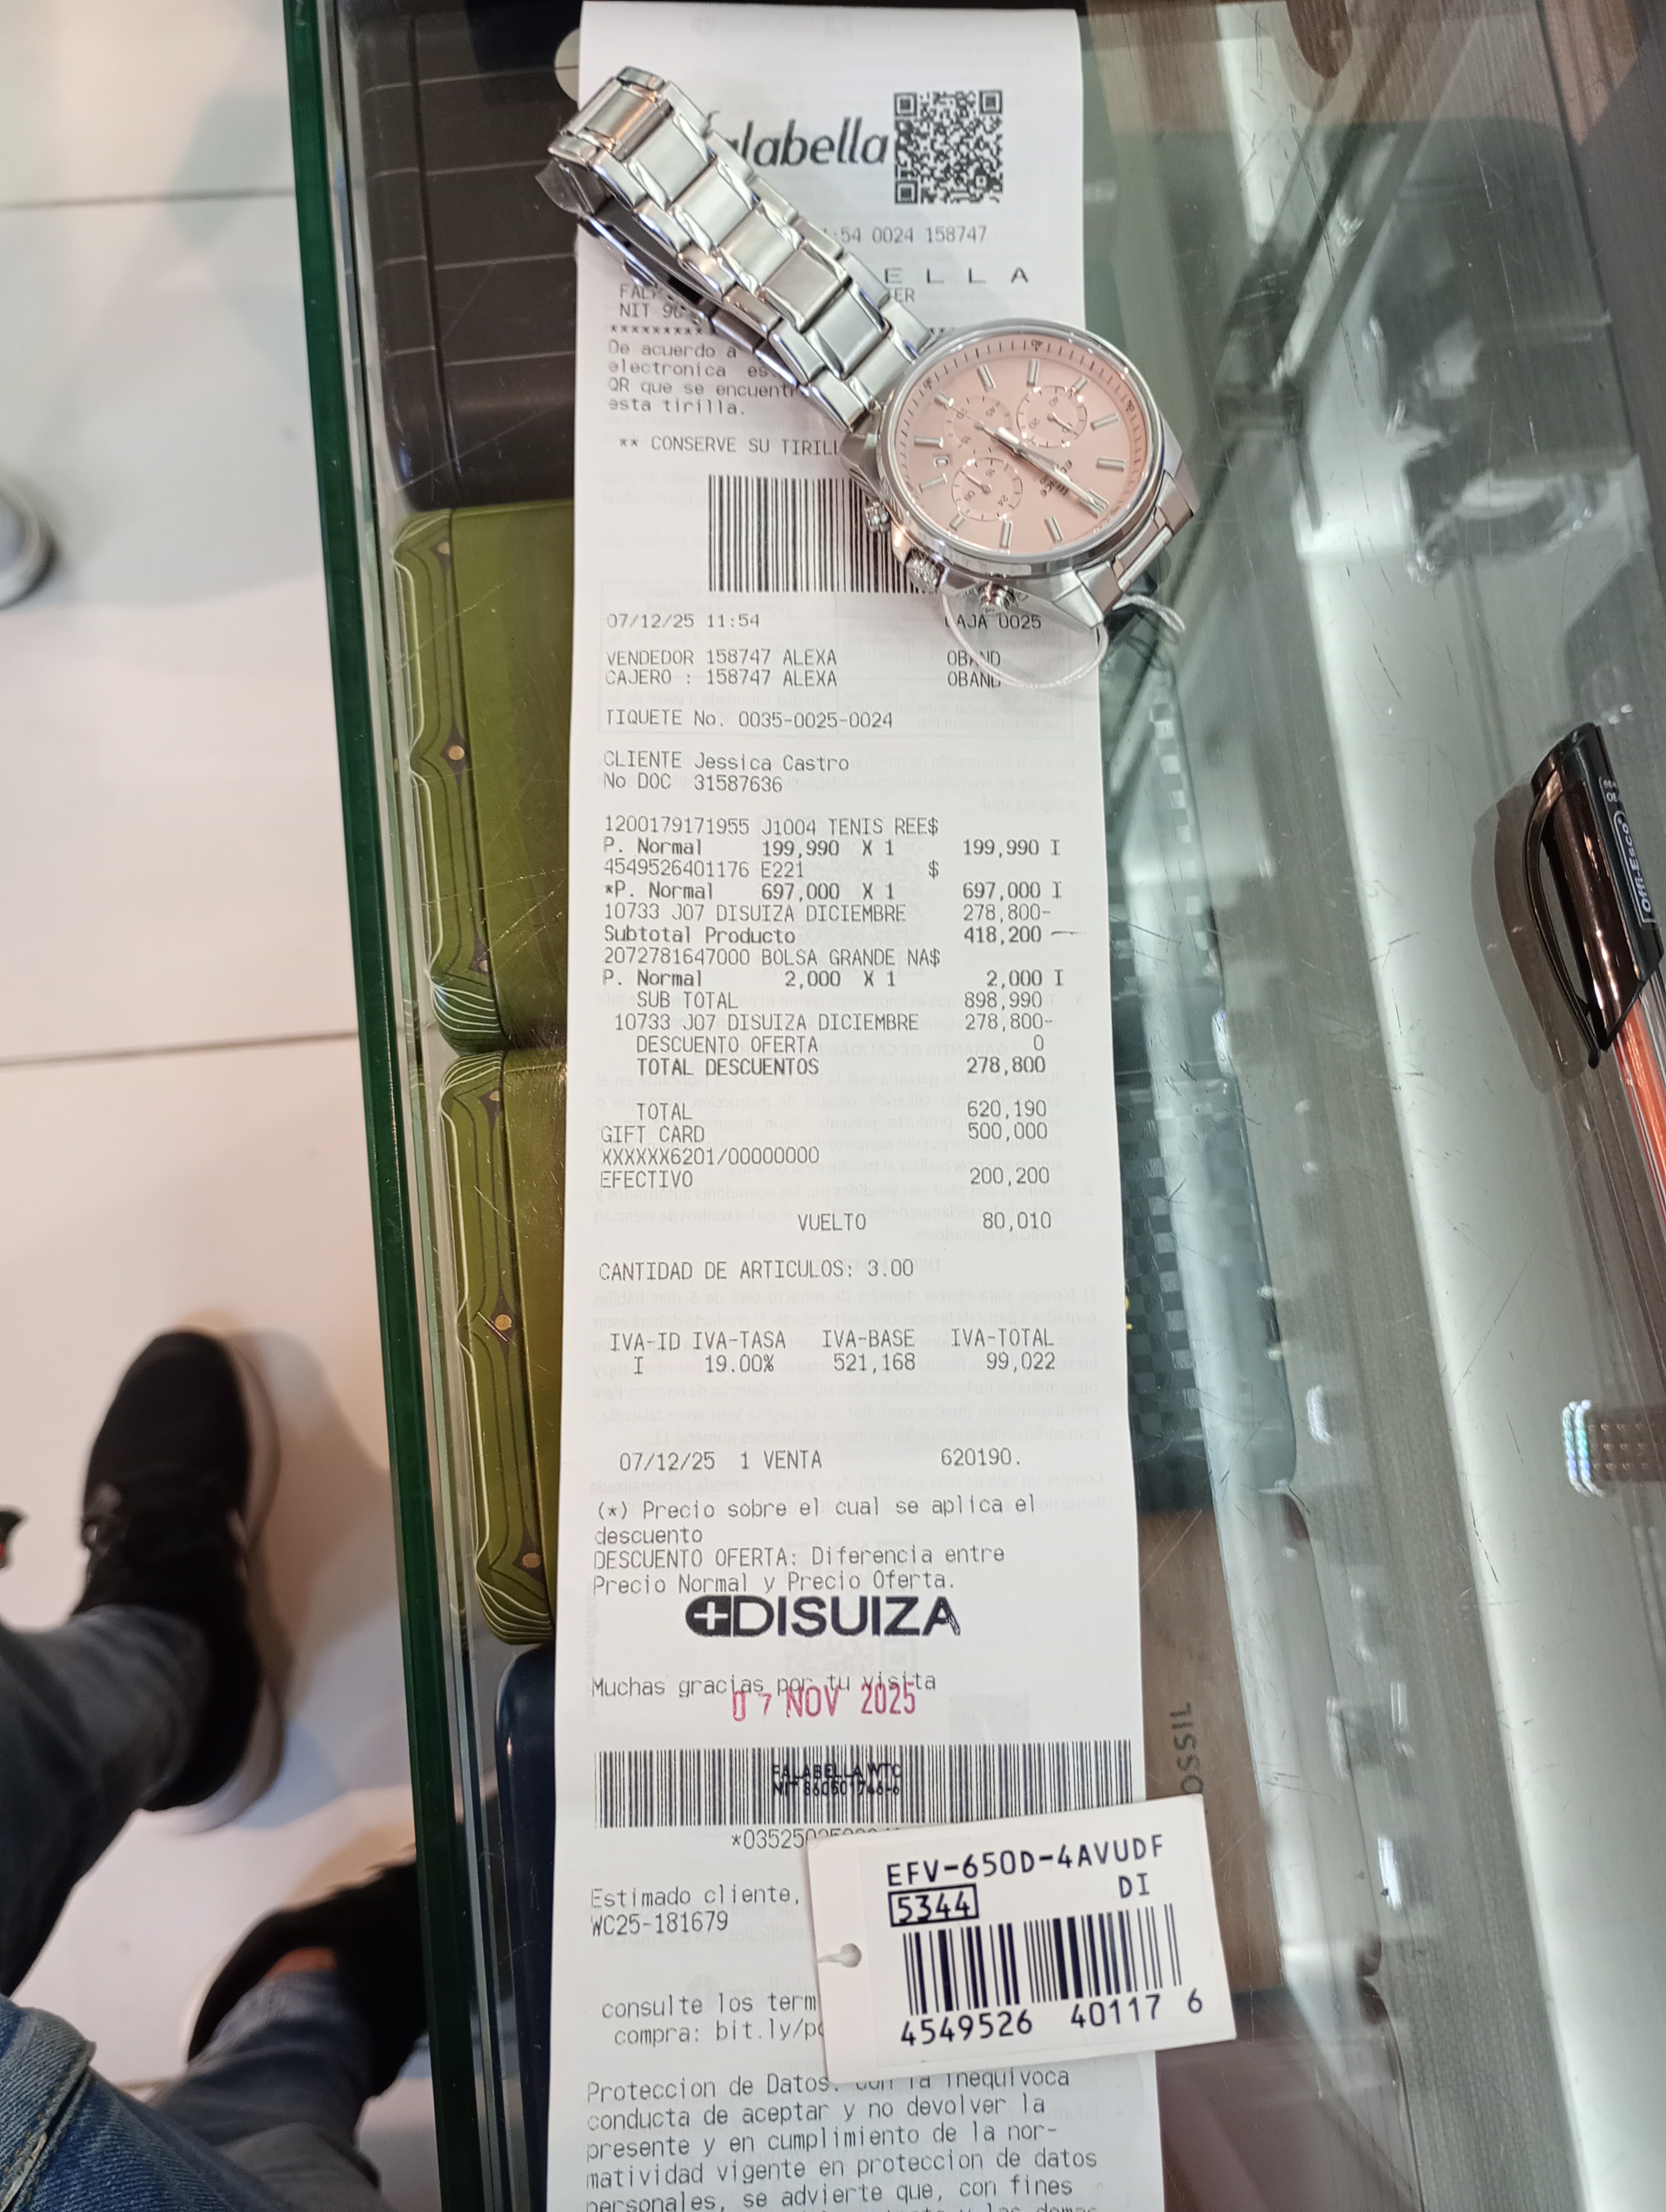 falabella
:54 0024 158747
E L L A
FAL ER
NIT 96
*********
De acuerdo a
electronica es
QR que se encuentr
esta tirilla.
** CONSERVE SU TIRILL
07/12/25 11:54 CAJA 0025
VENDEDOR 158747 ALEXA OBAND
CAJERO : 158747 ALEXA OBAND
TIQUETE No. 0035-0025-0024
CLIENTE Jessica Castro
No DOC 31587636
1200179171955 J1004 TENIS REE$
P. Normal 199,990 X 1 199,990 I
4549526401176 E221 $
*P. Normal 697,000 X 1 697,000 I
10733 J07 DISUIZA DICIEMBRE 278,800-
Subtotal Producto 418,200
2072781647000 BOLSA GRANDE NA$
P. Normal 2,000 X 1 2,000 I
SUB TOTAL 898,990
10733 J07 DISUIZA DICIEMBRE 278,800-
DESCUENTO OFERTA 0
TOTAL DESCUENTOS 278,800
TOTAL 620,190
GIFT CARD 500,000
XXXXXX6201/00000000
EFECTIVO 200,200
VUELTO 80,010
CANTIDAD DE ARTICULOS: 3.00
IVA-ID IVA-TASA IVA-BASE IVA-TOTAL
I 19.00% 521,168 99,022
07/12/25 1 VENTA 620190.
(*) Precio sobre el cual se aplica el
descuento
DESCUENTO OFERTA: Diferencia entre
Precio Normal y Precio Oferta.
DISUIZA
Muchas gracias por tu visita
07 NOV 2025
FALABELLA WTC
*035250
Estimado cliente,
WC25-181679
consulte los term
compra: bit.ly/p
EFV-650D-4AVUDF
5344 DI
4549526 40117 6
Proteccion de Datos. Con la inequivoca
conducta de aceptar y no devolver la
presente y en cumplimiento de la nor-
matividad vigente en proteccion de datos
personales, se advierte que, con fines
OSSIL
Offi-Esco